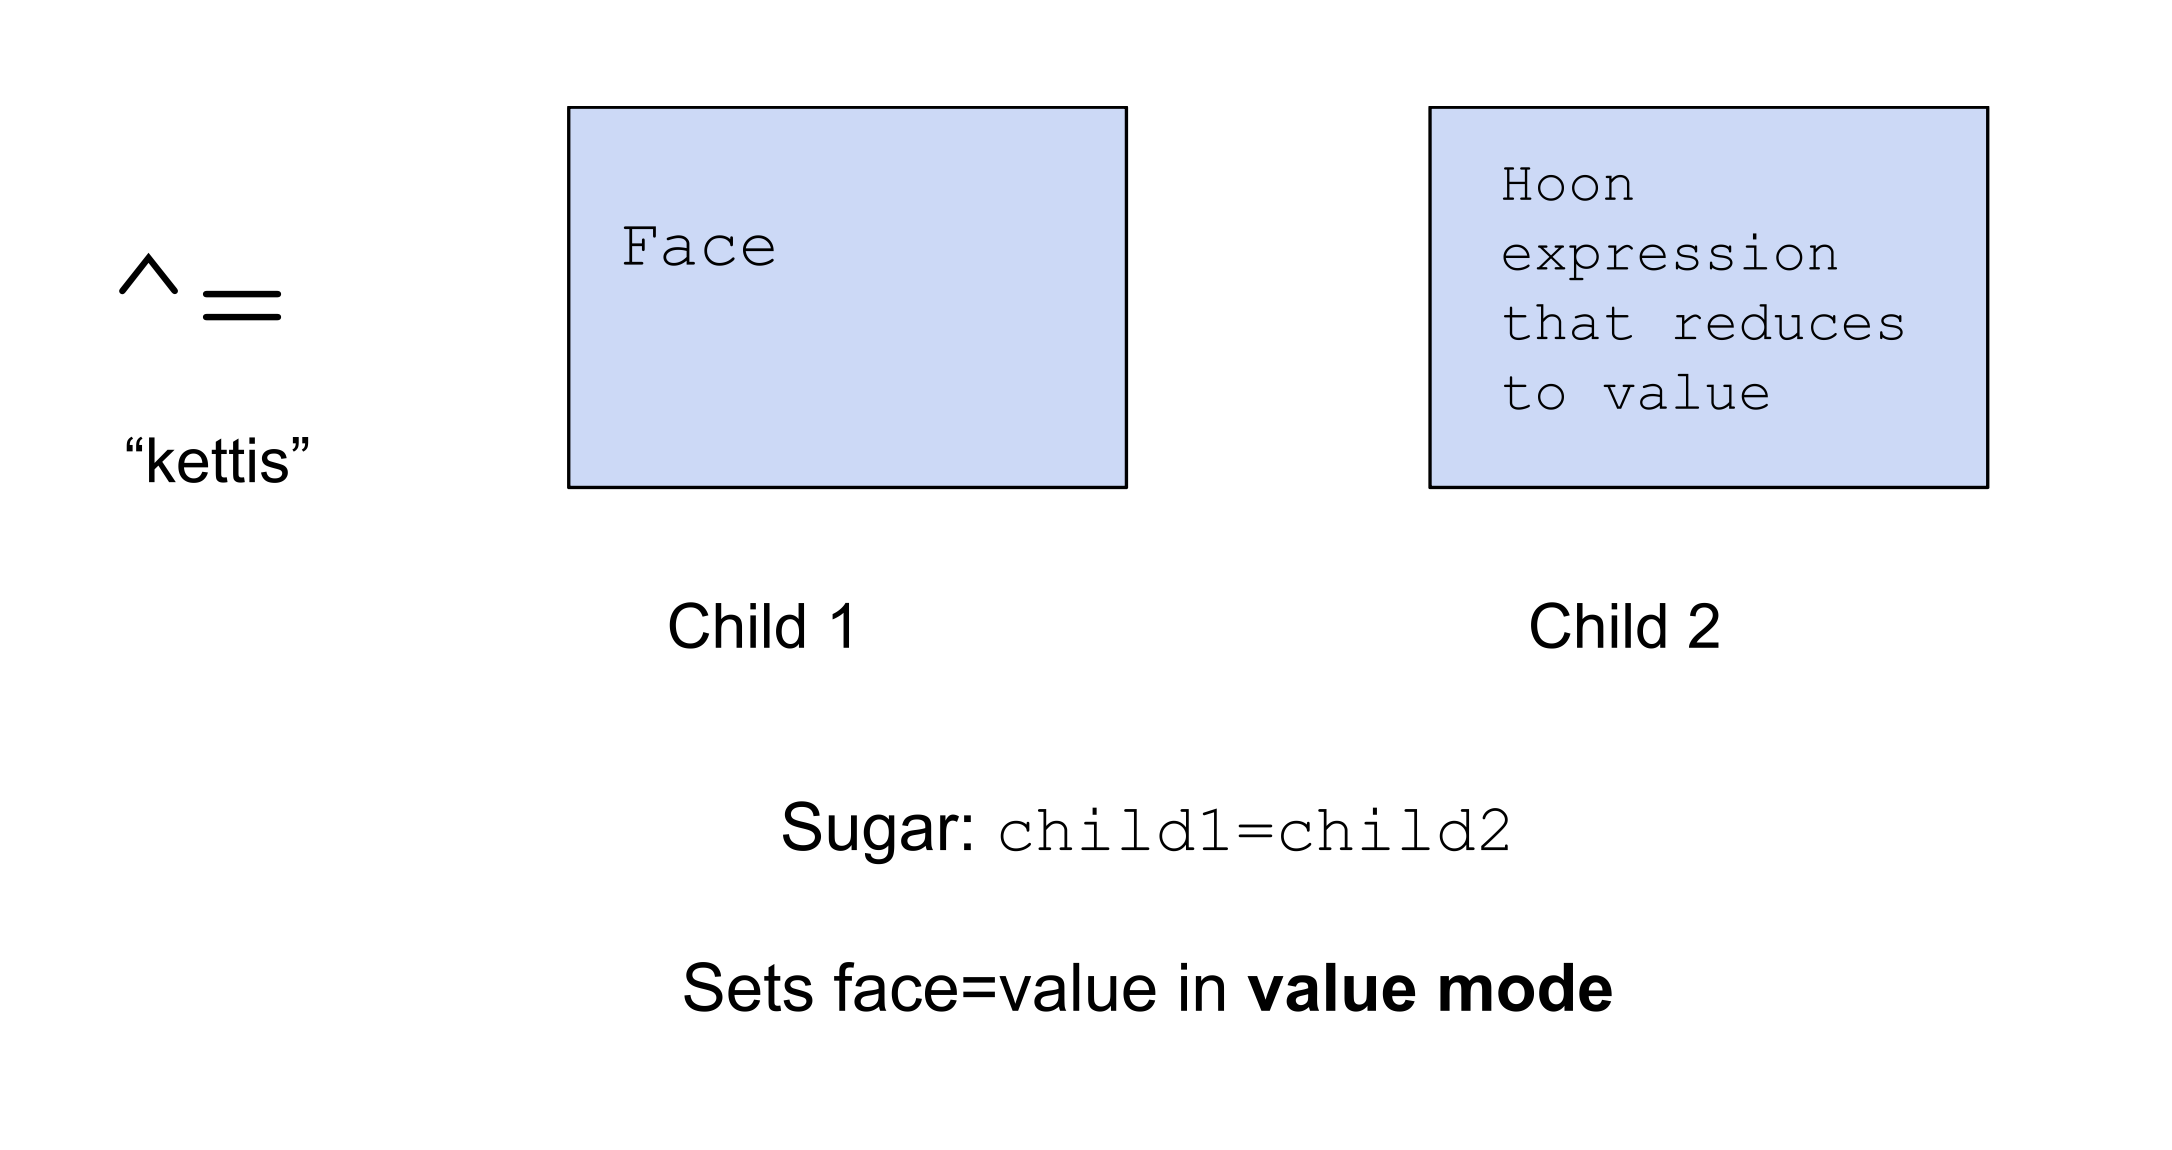 ^=
“kettis”
Face
Hoon
expression
that reduces
to value
Child 1
Child 2
Sugar: child1=child2
Sets face=value in value mode